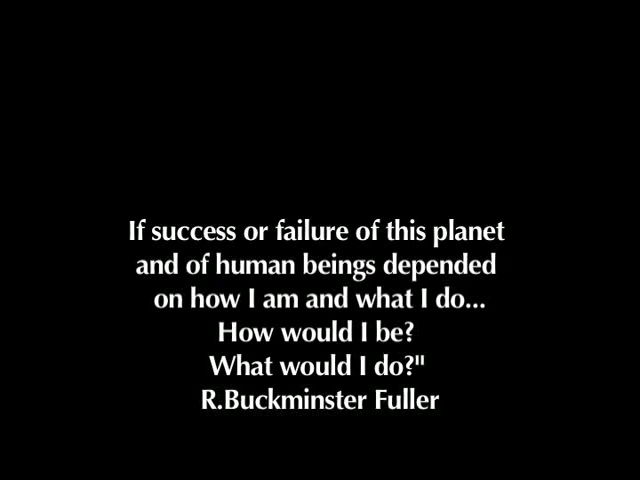 If success or failure of this planet
and of human beings depended
on how I am and what I do...
How would I be?
What would I do?"
R.Buckminster Fuller